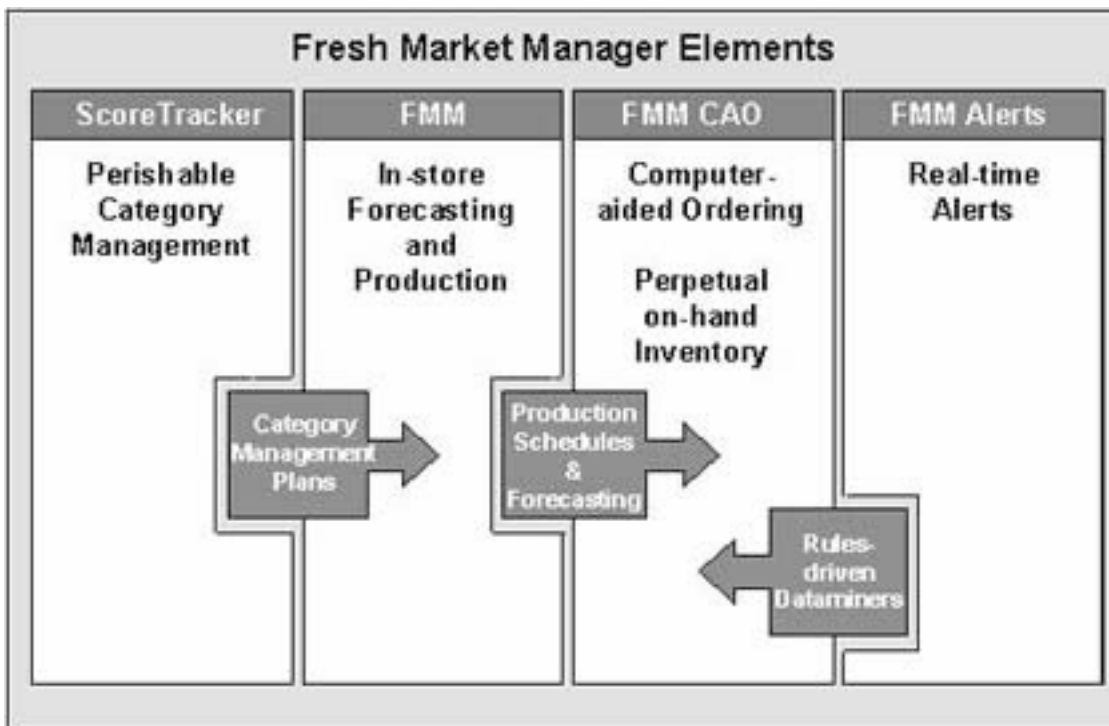 Fresh Market Manager Elements
ScoreTracker
Perishable
Category
Management
FMM
In-store
Forecasting
and
Production
FMM CAO
Computer-
aided Ordering
Perpetual
on-hand
Inventory
FMM Alerts
Real-time
Alerts
Category
Management
Plans
Production
Schedules
&
Forecasting
Rules-
driven
Dataminers